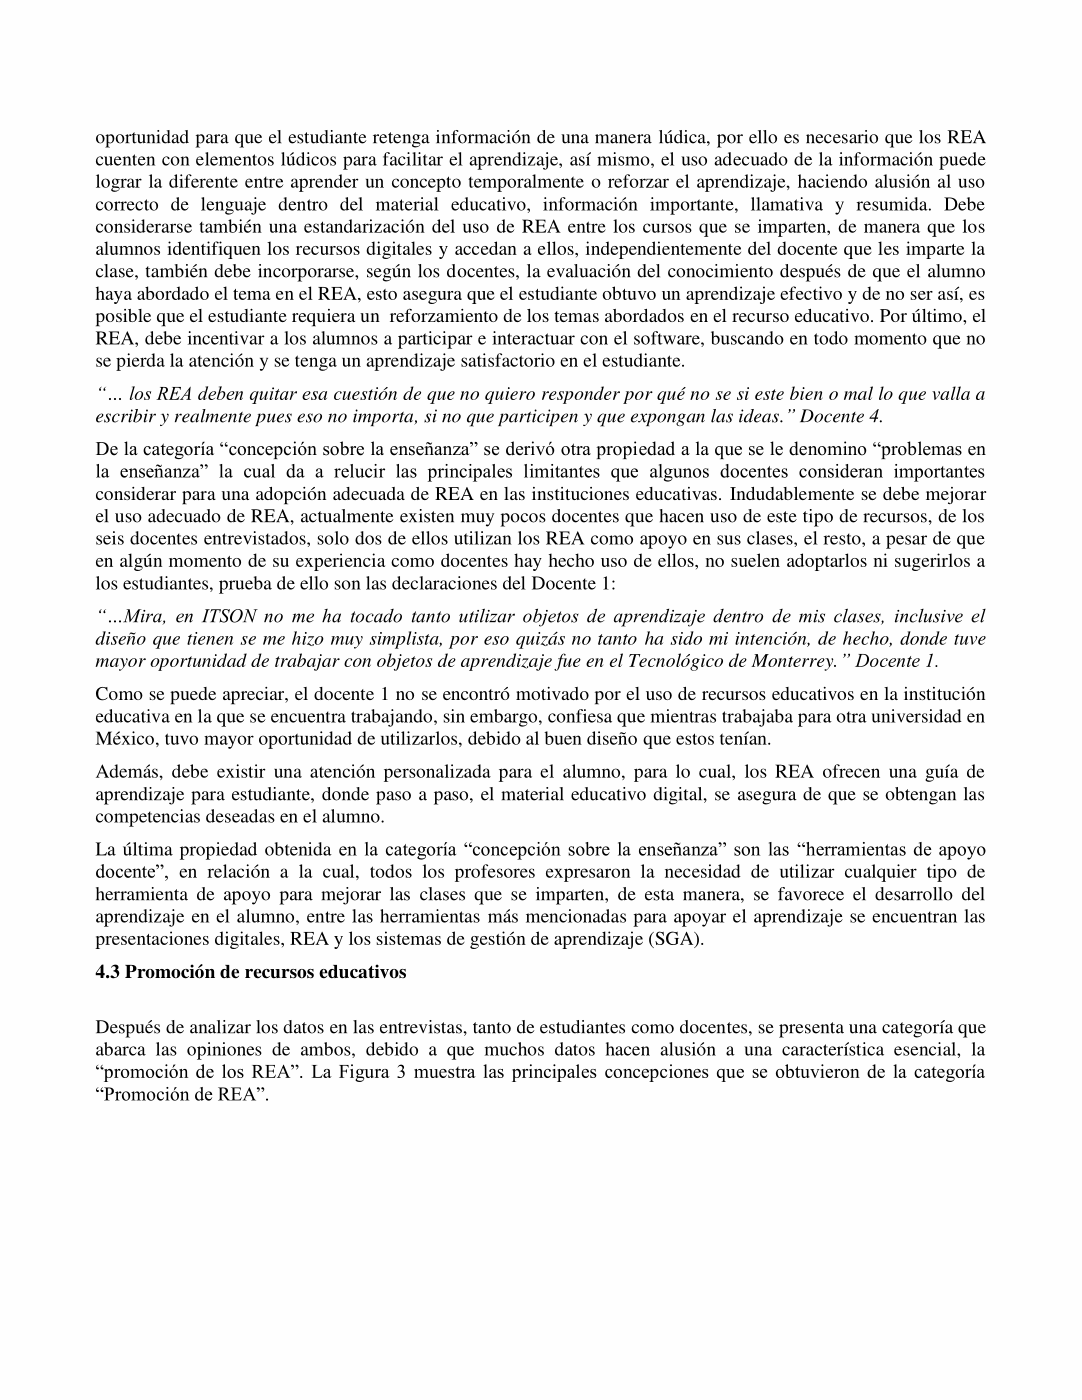 oportunidad para que el estudiante retenga información de una manera lúdica, por ello es necesario que los REA
cuenten con elementos lúdicos para facilitar el aprendizaje, así mismo, el uso adecuado de la información puede
lograr la diferente entre aprender un concepto temporalmente o reforzar el aprendizaje, haciendo alusión al uso
correcto de lenguaje dentro del material educativo, información importante, llamativa y resumida. Debe
considerarse también una estandarización del uso de REA entre los cursos que se imparten, de manera que los
alumnos identifiquen los recursos digitales y accedan a ellos, independientemente del docente que les imparte la
clase, también debe incorporarse, según los docentes, la evaluación del conocimiento después de que el alumno
haya abordado el tema en el REA, esto asegura que el estudiante obtuvo un aprendizaje efectivo y de no ser así, es
posible que el estudiante requiera un reforzamiento de los temas abordados en el recurso educativo. Por último, el
REA, debe incentivar a los alumnos a participar e interactuar con el software, buscando en todo momento que no
se pierda la atención y se tenga un aprendizaje satisfactorio en el estudiante.
“… los REA deben quitar esa cuestión de que no quiero responder por qué no se si este bien o mal lo que valla a
escribir y realmente pues eso no importa, si no que participen y que expongan las ideas.” Docente 4.
De la categoría “concepción sobre la enseñanza” se derivó otra propiedad a la que se le denomino “problemas en
la enseñanza” la cual da a relucir las principales limitantes que algunos docentes consideran importantes
considerar para una adopción adecuada de REA en las instituciones educativas. Indudablemente se debe mejorar
el uso adecuado de REA, actualmente existen muy pocos docentes que hacen uso de este tipo de recursos, de los
seis docentes entrevistados, solo dos de ellos utilizan los REA como apoyo en sus clases, el resto, a pesar de que
en algún momento de su experiencia como docentes hay hecho uso de ellos, no suelen adoptarlos ni sugerirlos a
los estudiantes, prueba de ello son las declaraciones del Docente 1:
“…Mira, en ITSON no me ha tocado tanto utilizar objetos de aprendizaje dentro de mis clases, inclusive el
diseño que tienen se me hizo muy simplista, por eso quizás no tanto ha sido mi intención, de hecho, donde tuve
mayor oportunidad de trabajar con objetos de aprendizaje fue en el Tecnológico de Monterrey.” Docente 1.
Como se puede apreciar, el docente 1 no se encontró motivado por el uso de recursos educativos en la institución
educativa en la que se encuentra trabajando, sin embargo, confiesa que mientras trabajaba para otra universidad en
México, tuvo mayor oportunidad de utilizarlos, debido al buen diseño que estos tenían.
Además, debe existir una atención personalizada para el alumno, para lo cual, los REA ofrecen una guía de
aprendizaje para estudiante, donde paso a paso, el material educativo digital, se asegura de que se obtengan las
competencias deseadas en el alumno.
La última propiedad obtenida en la categoría “concepción sobre la enseñanza” son las “herramientas de apoyo
docente”, en relación a la cual, todos los profesores expresaron la necesidad de utilizar cualquier tipo de
herramienta de apoyo para mejorar las clases que se imparten, de esta manera, se favorece el desarrollo del
aprendizaje en el alumno, entre las herramientas más mencionadas para apoyar el aprendizaje se encuentran las
presentaciones digitales, REA y los sistemas de gestión de aprendizaje (SGA).
4.3 Promoción de recursos educativos
Después de analizar los datos en las entrevistas, tanto de estudiantes como docentes, se presenta una categoría que
abarca las opiniones de ambos, debido a que muchos datos hacen alusión a una característica esencial, la
“promoción de los REA”. La Figura 3 muestra las principales concepciones que se obtuvieron de la categoría
“Promoción de REA”.